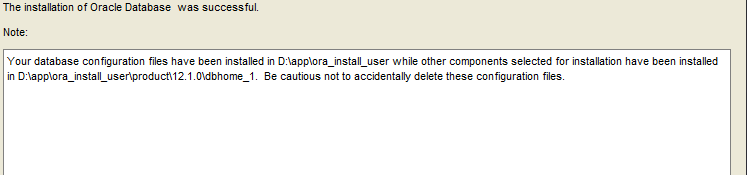 The installation of Oracle Database  was successful.
Note:
Your database configuration files have been installed in D:\app\ora_install_user while other components selected for installation have been installed
in D:\app\ora_install_user\product\12.1.0\dbhome_1.  Be cautious not to accidentally delete these configuration files.